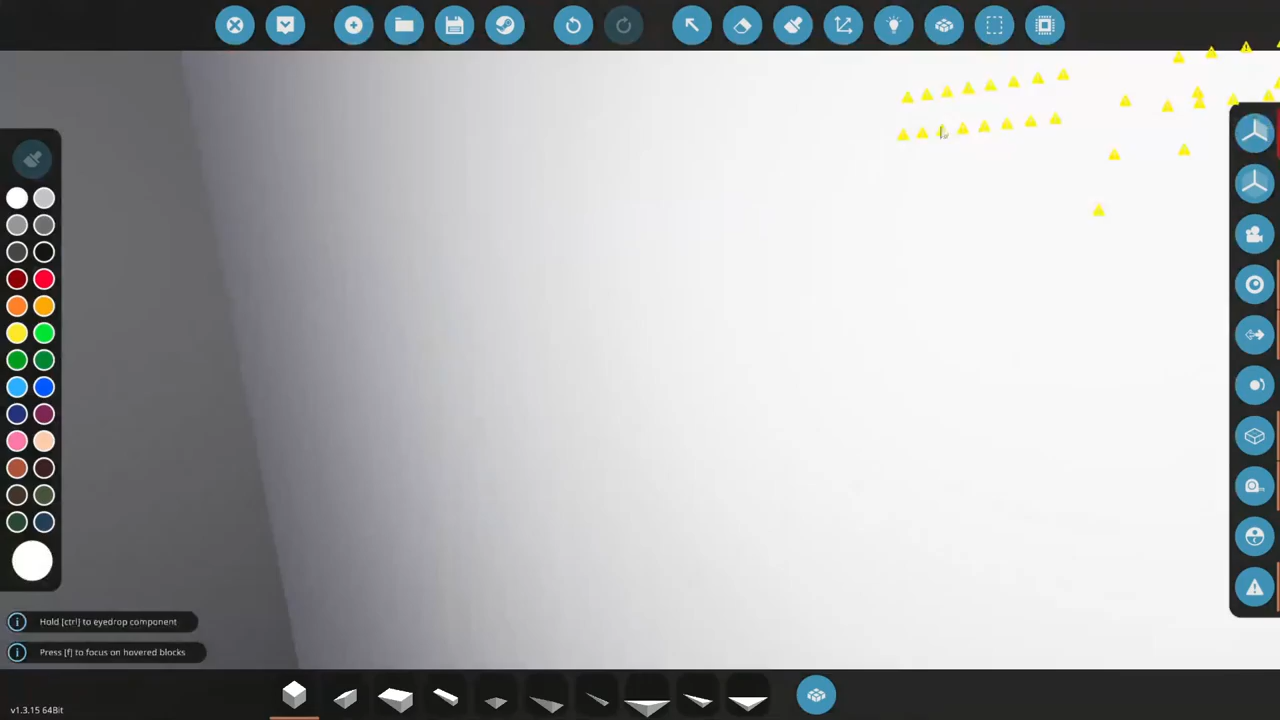 Hold [ctrl] to eyedrop component
Press [f] to focus on hovered blocks
v1.3.15 64Bit